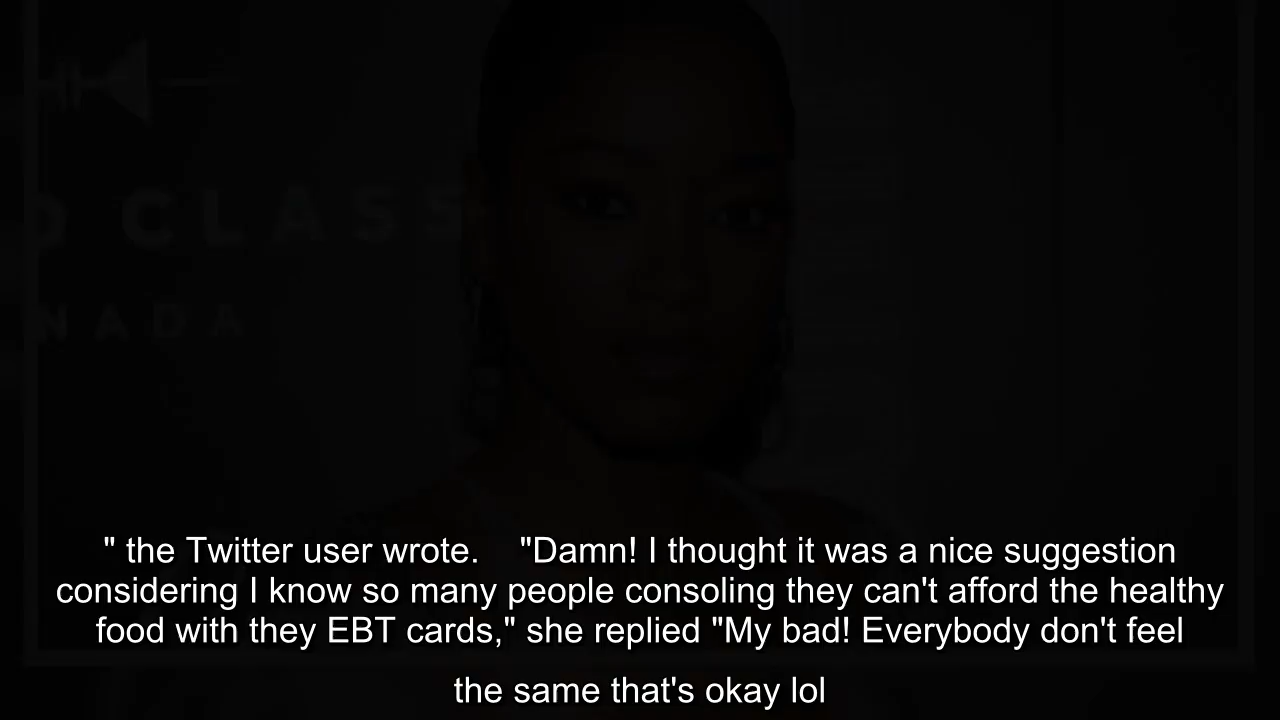 CLASS
NADA
" the Twitter user wrote.    "Damn! I thought it was a nice suggestion
considering I know so many people consoling they can't afford the healthy
food with they EBT cards," she replied "My bad! Everybody don't feel
the same that's okay lol